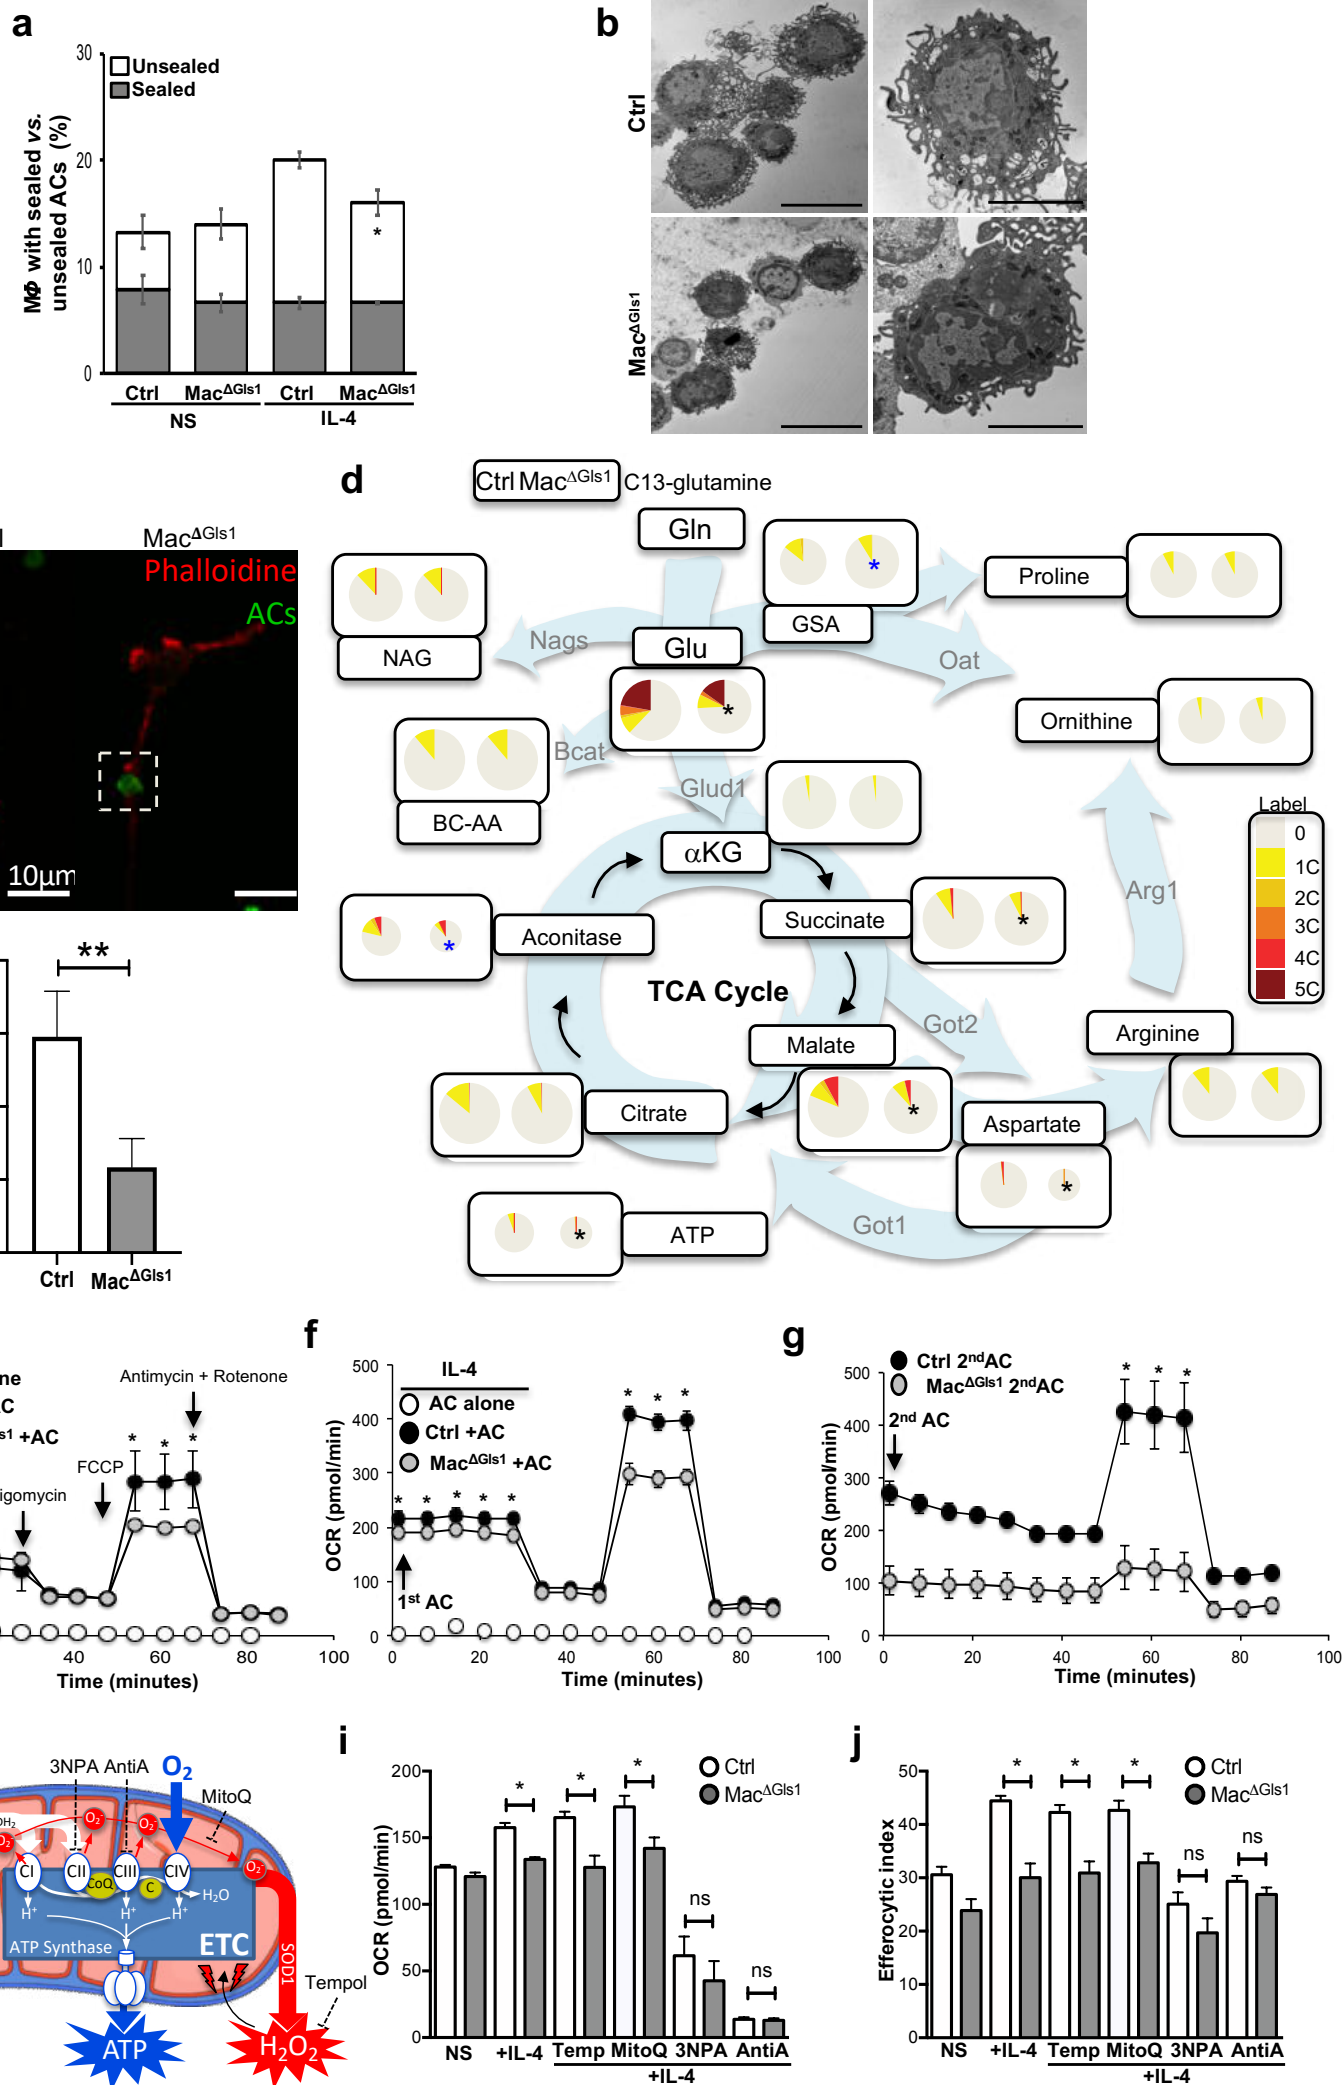 a
30
20
10
0
MΦ with sealed vs.
unsealed ACs (%)
Unsealed
Sealed
*
Ctrl
MacΔGls1
Ctrl
MacΔGls1
NS
IL-4
b
Ctrl
MacΔGls1
MacΔGls1
Phalloidine
ACs
10μm
**
Ctrl
MacΔGls1
d
Ctrl MacΔGls1 C13-glutamine
Gln
Glu
*
GSA
*
Proline
NAG
Nags
Oat
Ornithine
BC-AA
Bcat
Glud1
αKG
Succinate
*
Aconitase
*
TCA Cycle
Malate
*
Got2
Citrate
Aspartate
*
Got1
ATP
*
Arg1
Arginine
Label
0
1C
2C
3C
4C
5C
ne
AC
s1 +AC
igomycin
FCCP
Antimycin + Rotenone
* * *
40 60 80 100
Time (minutes)
f
IL-4
AC alone
Ctrl +AC
MacΔGls1 +AC
500
400
300
200
100
0
OCR (pmol/min)
* * * * *
* * *
1st AC
0 20 40 60 80 100
Time (minutes)
g
Ctrl 2ndAC
MacΔGls1 2ndAC
2nd AC
500
400
300
200
100
0
OCR (pmol/min)
* * *
0 20 40 60 80 100
Time (minutes)
3NPA AntiA O2
MitoQ
O2-
O2-
O2-
CI
CII
CoQ
CIII
C
CIV
H2O
H+
H+
H+
ATP Synthase
ETC
SOD1
Tempol
ATP
H2O2
i
Ctrl
MacΔGls1
200
150
100
50
0
OCR (pmol/min)
* * * ns ns
NS +IL-4 Temp MitoQ 3NPA AntiA
+IL-4
j
Ctrl
MacΔGls1
50
40
30
20
10
0
Efferocytic index
* * * ns ns
NS +IL-4 Temp MitoQ 3NPA AntiA
+IL-4